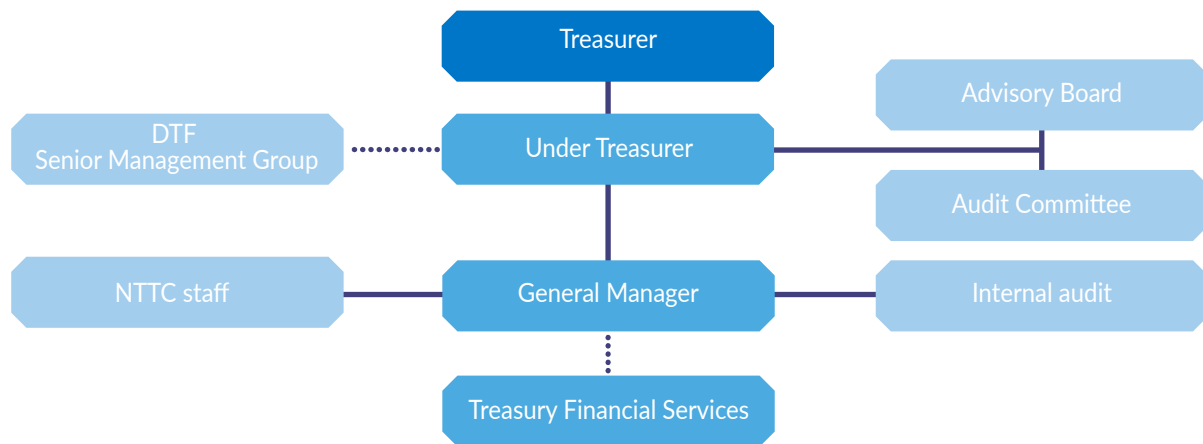 Treasurer
Advisory Board
DTF
Senior Management Group
Under Treasurer
Audit Committee
NTTC staff
General Manager
Internal audit
Treasury Financial Services